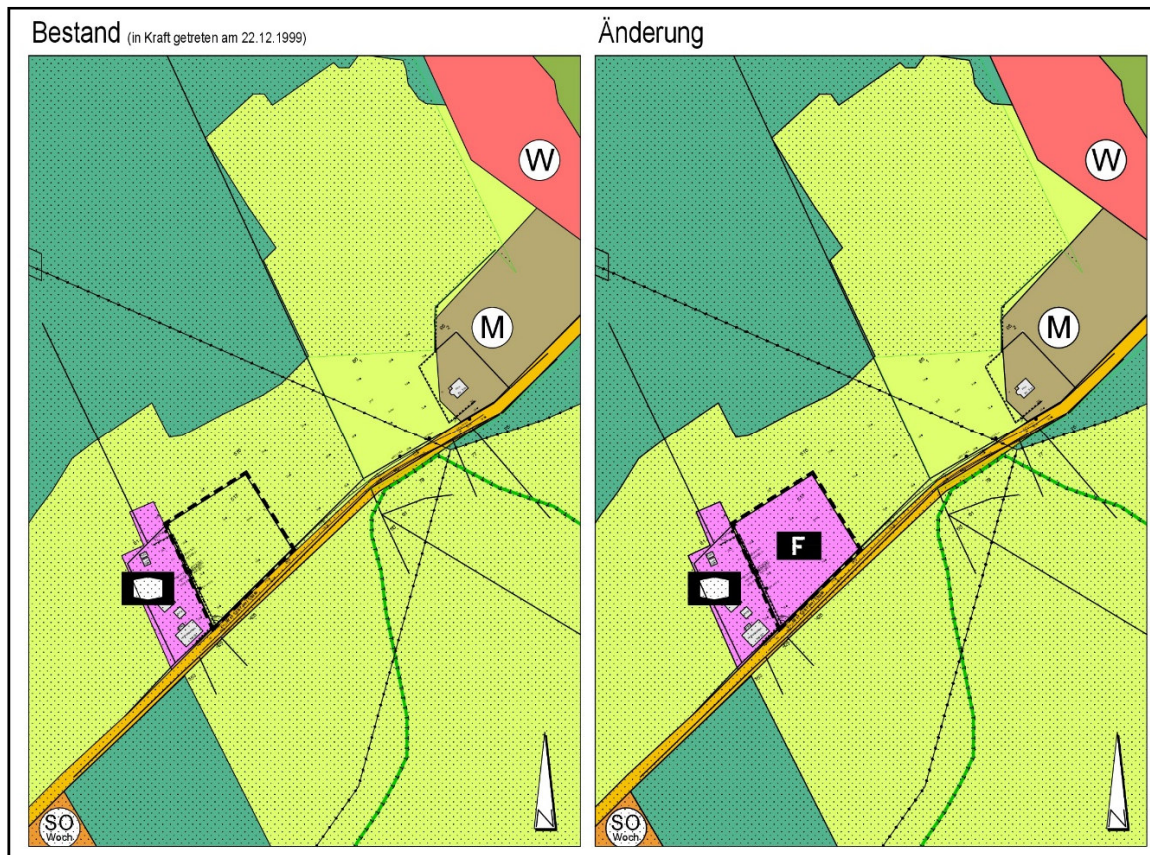 Bestand (in Kraft getreten am 22.12.1999)
W
M
SO
Woch.
N
Änderung
W
M
F
SO
Woch.
N